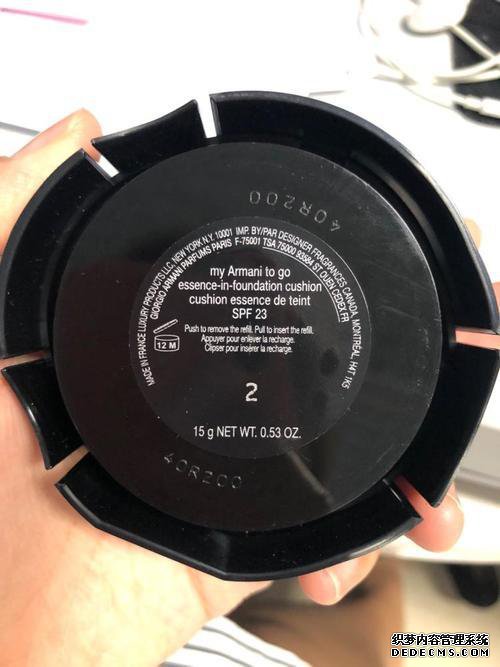 40R200
MADE IN FRANCE LUXURY PRODUCTS LLC, NEW YORK N.Y. 10001 IMP. BY/PAR DESIGNER FRAGRANCES CANADA, MONTRÉAL, H4T 1K5
GIORGIO ARMANI PARFUMS PARIS F-75001 TSA 75000 93584 ST. OUEN CEDEX, FR
my Armani to go
essence-in-foundation cushion
cushion essence de teint
SPF 23
Push to remove the refill. Pull to insert the refill.
Appuyer pour enlever la recharge.
Clipser pour insérer la recharge.
12 M
2
15 g NET WT. 0.53 OZ.
40R200
织梦内容管理系统
DEDECMS.COM